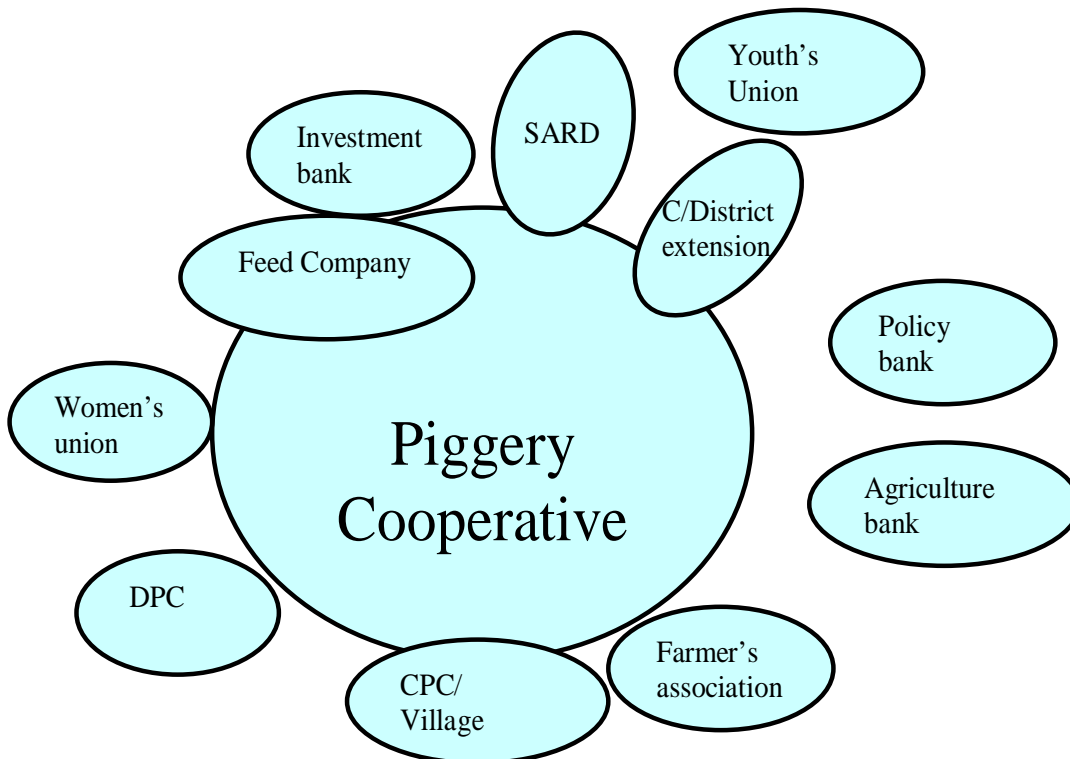 Youth's
Union
SARD
Investment
bank
C/District
extension
Feed Company
Policy
bank
Women's
union
Piggery
Cooperative
Agriculture
bank
DPC
Farmer's
association
CPC/
Village